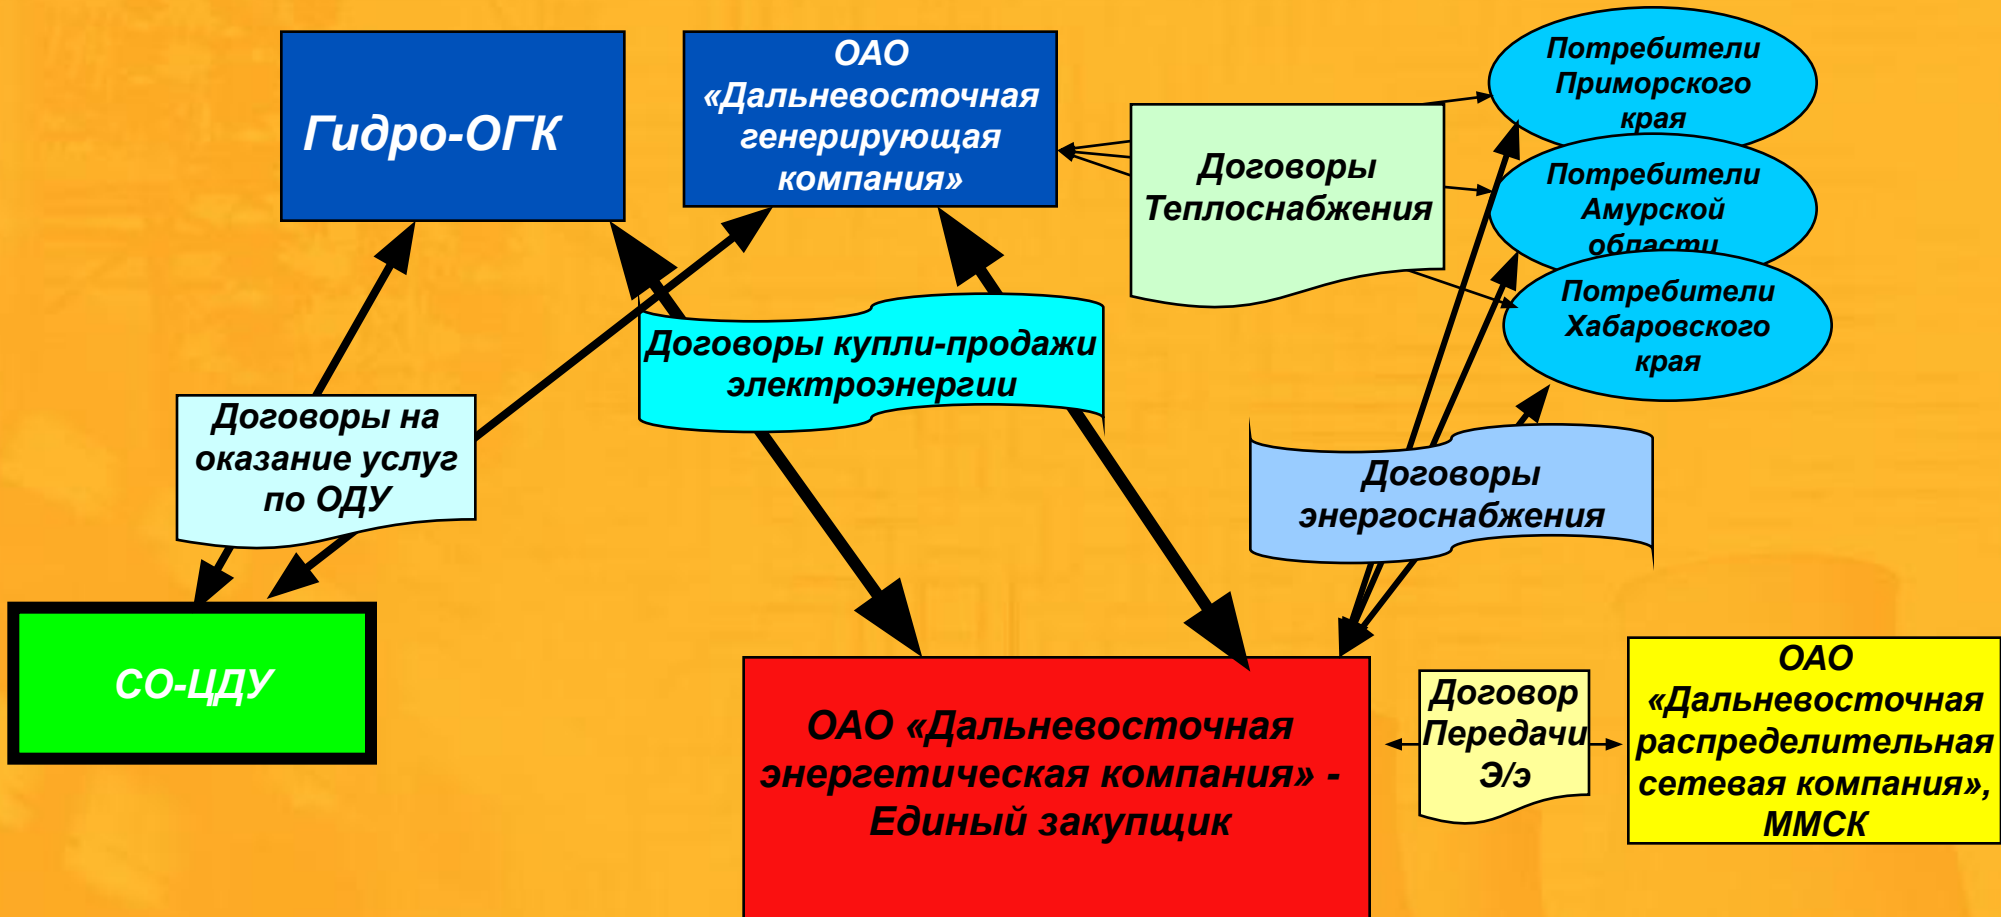 Гидро-ОГК
ОАО
«Дальневосточная
генерирующая
компания»
Потребители
Приморского
края
Договоры
Теплоснабжения
Потребители
Амурской
области
Потребители
Хабаровского
края
Договоры купли-продажи
электроэнергии
Договоры на
оказание услуг
по ОДУ
Договоры
энергоснабжения
СО-ЦДУ
ОАО «Дальневосточная
энергетическая компания» -
Единый закупщик
Договор
Передачи
Э/э
ОАО
«Дальневосточная
распределительная
сетевая компания»,
ММСК